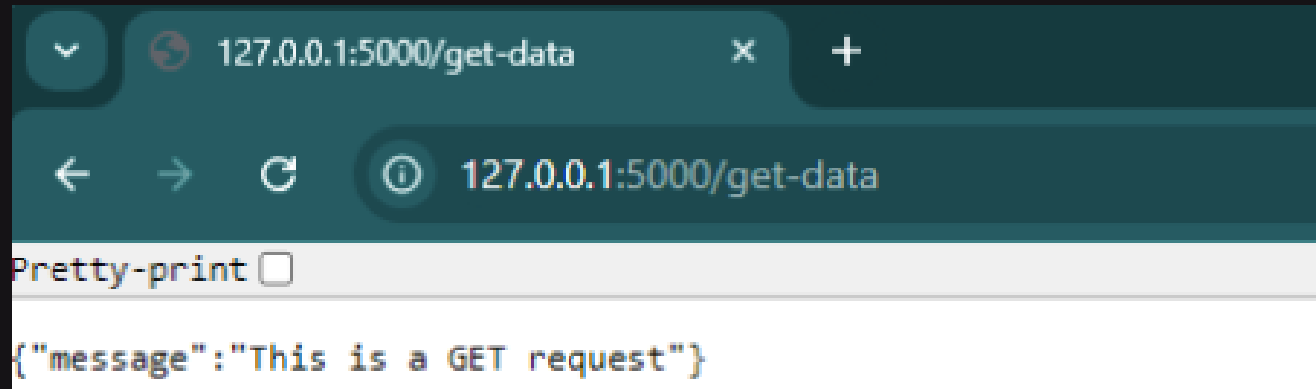 127.0.0.1:5000/get-data
127.0.0.1:5000/get-data
Pretty-print
{"message":"This is a GET request"}